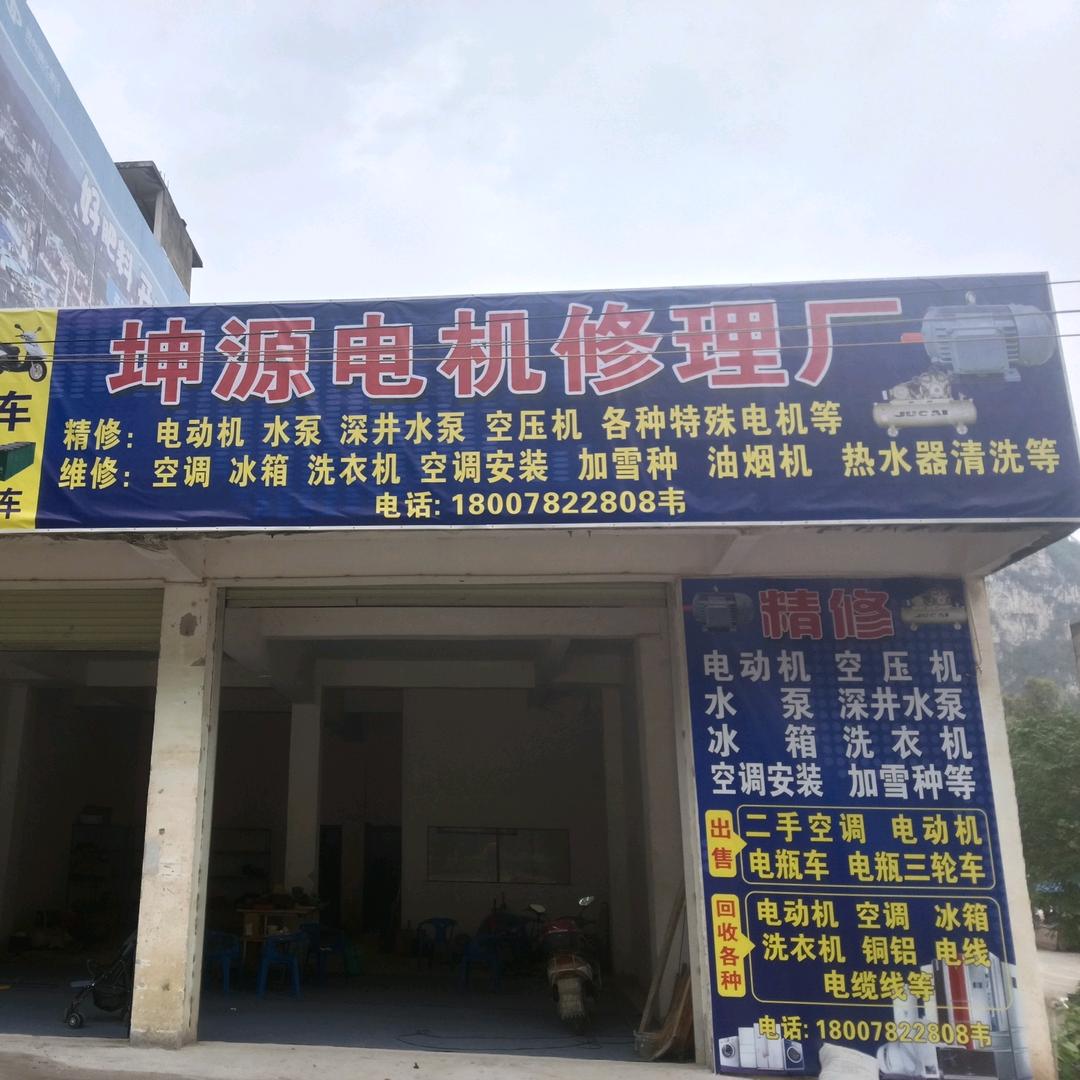 坤源电机修理厂
精修：电动机 水泵 深井水泵 空压机 各种特殊电机等
维修：空调 冰箱 洗衣机 空调安装 加雪种 油烟机 热水器清洗等
电话: 18007822808韦
JUCAI
车
车
精修
电动机 空压机
水泵 深井水泵
冰箱 洗衣机
空调安装 加雪种等
出售
二手空调 电动机
电瓶车 电瓶三轮车
回收各种
电动机 空调 冰箱
洗衣机 铜铝 电线
电缆线等
电话: 18007822808韦